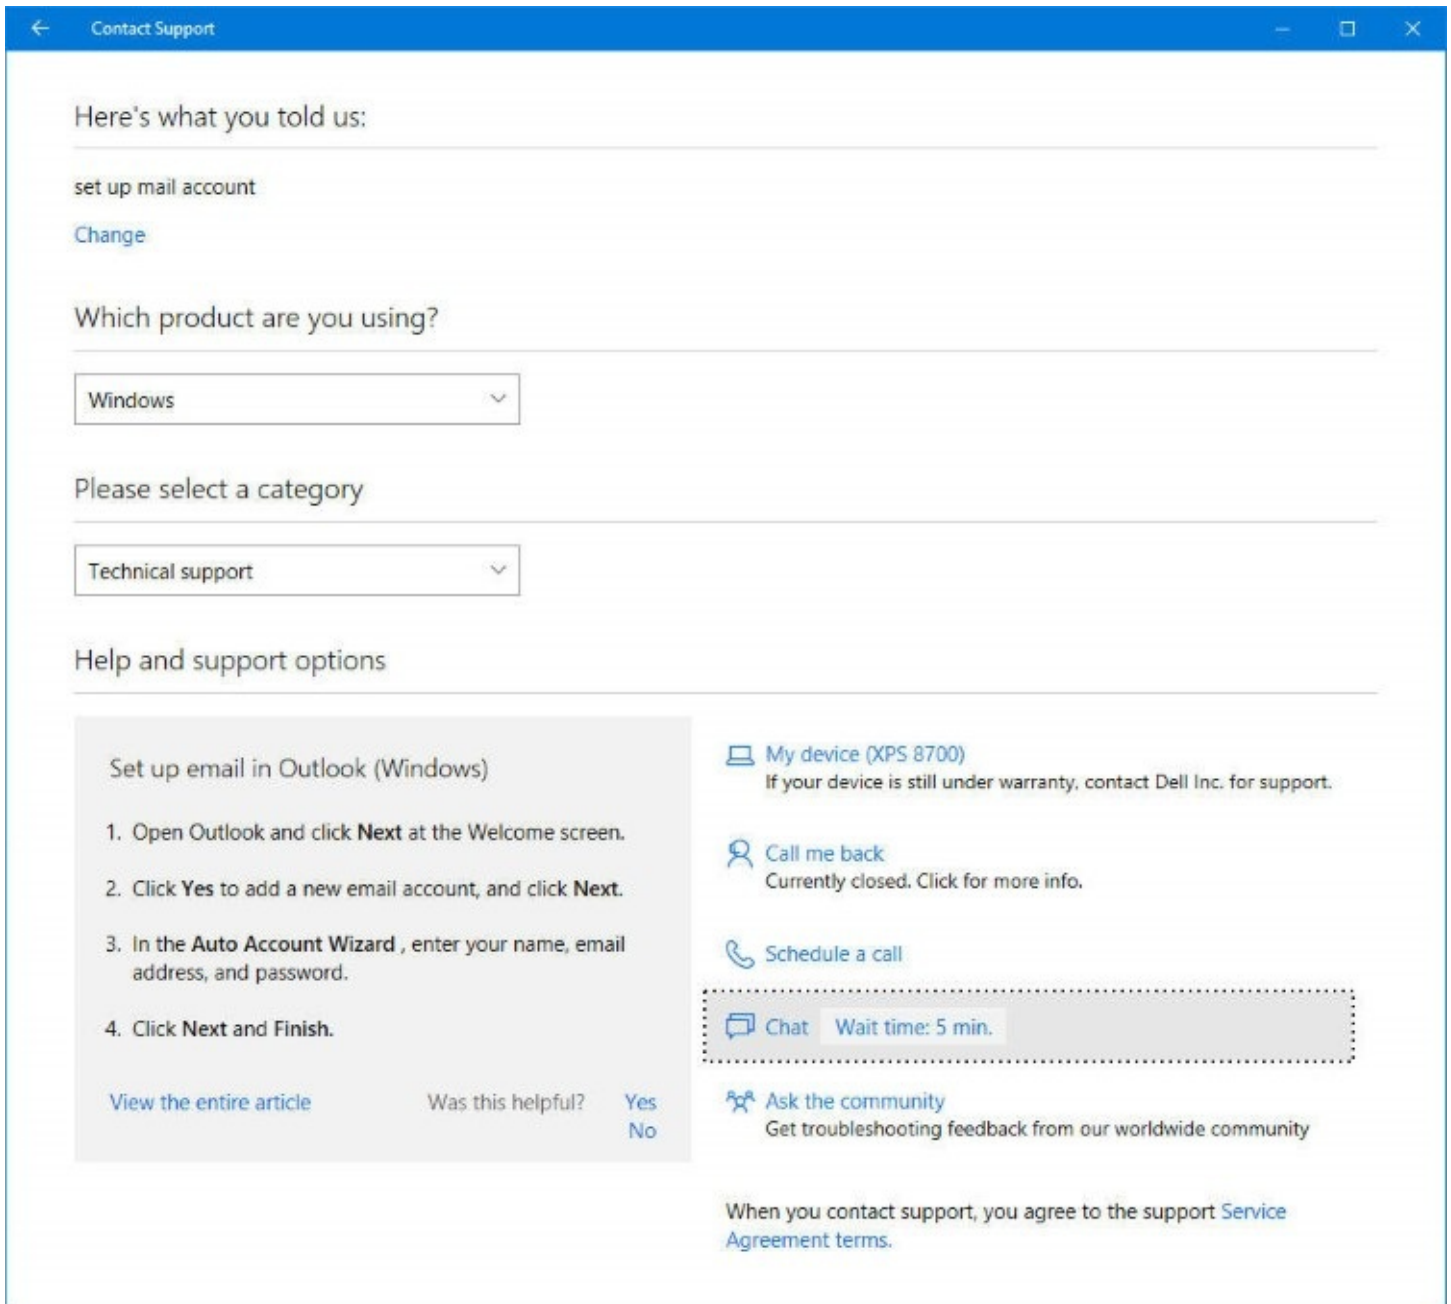 Contact Support
Here's what you told us:
set up mail account
Change
Which product are you using?
Windows
Please select a category
Technical support
Help and support options
Set up email in Outlook (Windows)
1. Open Outlook and click Next at the Welcome screen.
2. Click Yes to add a new email account, and click Next.
3. In the Auto Account Wizard , enter your name, email
address, and password.
4. Click Next and Finish.
View the entire article
Was this helpful?
Yes
No
My device (XPS 8700)
If your device is still under warranty, contact Dell Inc. for support.
Call me back
Currently closed. Click for more info.
Schedule a call
Chat Wait time: 5 min.
Ask the community
Get troubleshooting feedback from our worldwide community
When you contact support, you agree to the support Service
Agreement terms.